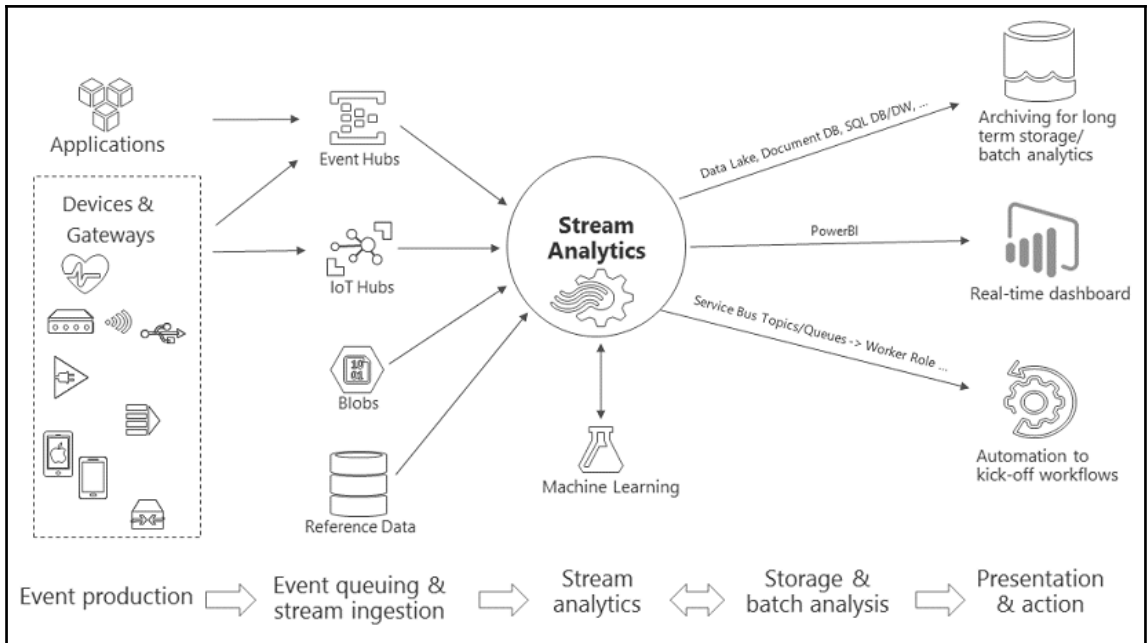 Applications
Devices &
Gateways
Event Hubs
IoT Hubs
10
01
Blobs
Reference Data
Stream
Analytics
Machine Learning
Data Lake, Document DB, SQL DB/DW, ...
PowerBI
Service Bus Topics/Queues -> Worker Role ...
Archiving for long
term storage/
batch analytics
Real-time dashboard
Automation to
kick-off workflows
Event production
Event queuing &
stream ingestion
Stream
analytics
Storage &
batch analysis
Presentation
& action